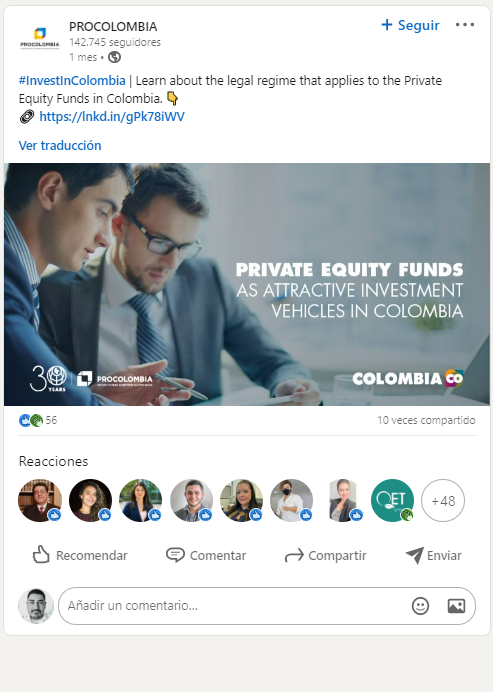 PROCOLOMBIA
PROCOLOMBIA
142.745 seguidores
1 mes •
+ Seguir
#InvestInColombia | Learn about the legal regime that applies to the Private
Equity Funds in Colombia.
https://lnkd.in/gPk78iWV
Ver traducción
PRIVATE EQUITY FUNDS
AS ATTRACTIVE INVESTMENT
VEHICLES IN COLOMBIA
30 YEARS
PROCOLOMBIA
COLOMBIA CO
56
10 veces compartido
Reacciones
QET
+48
Recomendar
Comentar
Compartir
Enviar
Añadir un comentario...